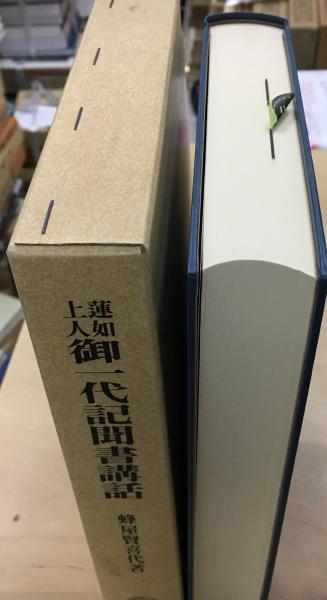 蓮如
上人
御一代記聞書講話
蜂屋賢喜代著